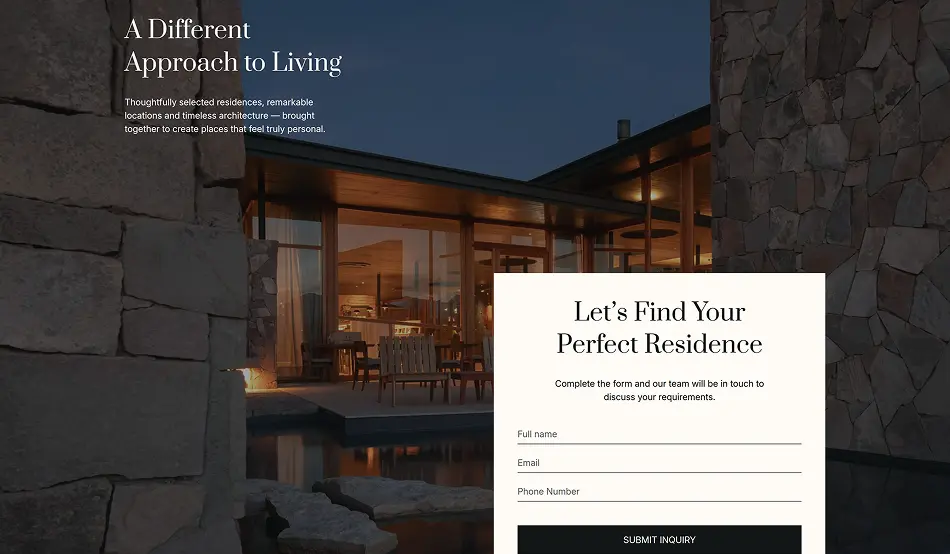 A Different
Approach to Living
Thoughtfully selected residences, remarkable
locations and timeless architecture — brought
together to create places that feel truly personal.
Let’s Find Your
Perfect Residence
Complete the form and our team will be in touch to
discuss your requirements.
Full name
Email
Phone Number
SUBMIT INQUIRY